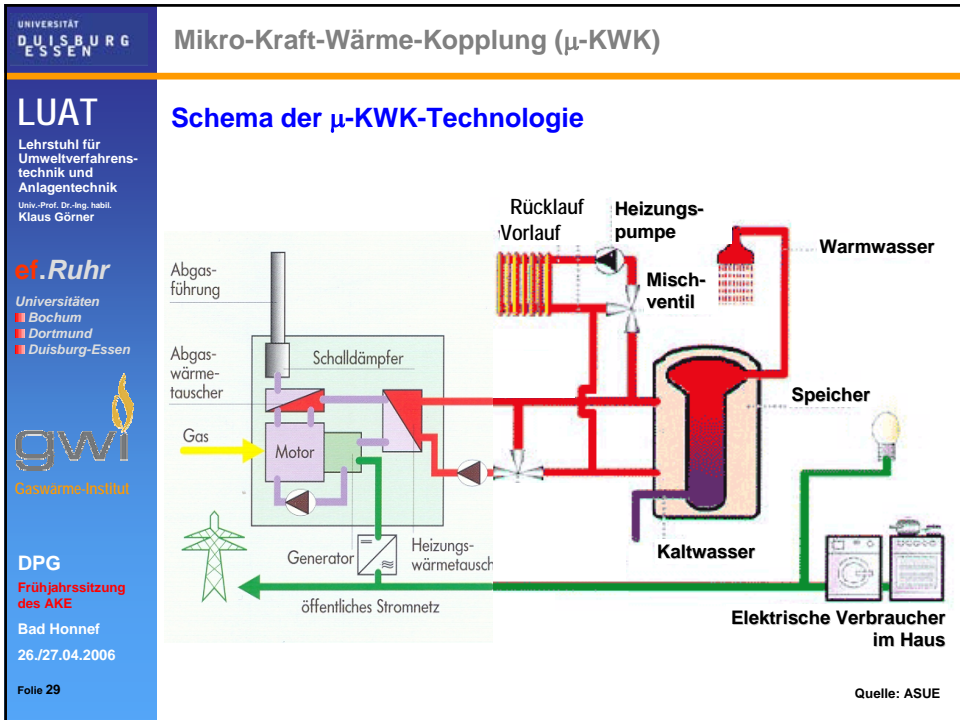 UNIVERSITÄT
DUISBURG
ESSEN
Mikro-Kraft-Wärme-Kopplung (μ-KWK)
LUAT
Lehrstuhl für
Umweltverfahrens-
technik und
Anlagentechnik
Univ.-Prof. Dr.-Ing. habil.
Klaus Görner
ef.Ruhr
Universitäten
Bochum
Dortmund
Duisburg-Essen
gwi
Gaswärme-Institut
DPG
Frühjahrssitzung
des AKE
Bad Honnef
26./27.04.2006
Folie 29
Schema der μ-KWK-Technologie
Rücklauf
Vorlauf
Heizungs-
pumpe
Warmwasser
Misch-
ventil
Abgas-
führung
Schalldämpfer
Abgas-
wärme-
tauscher
Speicher
Gas
Motor
Kaltwasser
Generator
Heizungs-
wärmetausch
öffentliches Stromnetz
Elektrische Verbraucher
im Haus
Quelle: ASUE